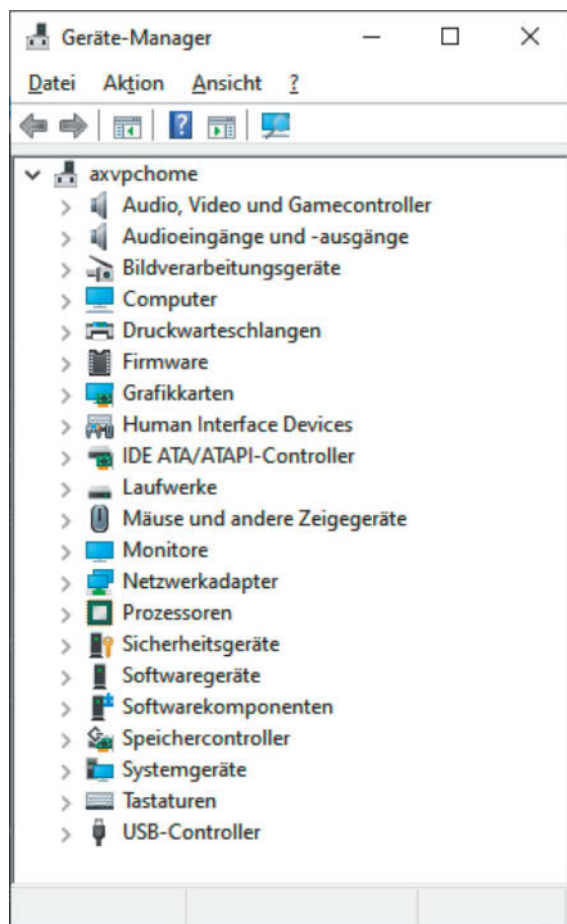 Geräte-Manager
Datei Aktion Ansicht ?
axvpchome
Audio, Video und Gamecontroller
Audioeingänge und -ausgänge
Bildverarbeitungsgeräte
Computer
Druckwarteschlangen
Firmware
Grafikkarten
Human Interface Devices
IDE ATA/ATAPI-Controller
Laufwerke
Mäuse und andere Zeigegeräte
Monitore
Netzwerkadapter
Prozessoren
Sicherheitsgeräte
Softwaregeräte
Softwarekomponenten
Speichercontroller
Systemgeräte
Tastaturen
USB-Controller